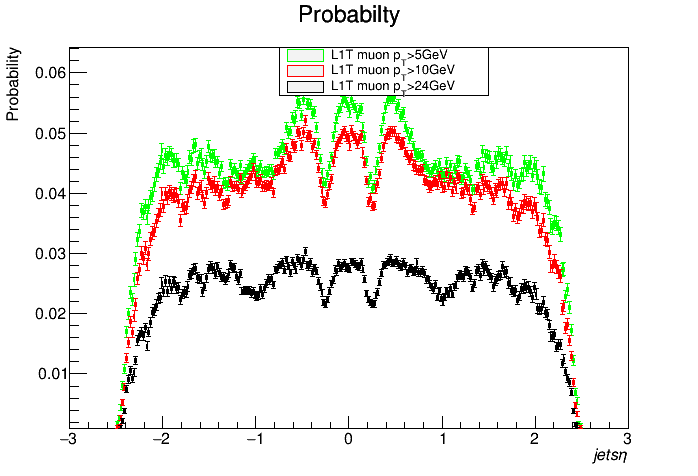 Probabilty
L1T muon p_T>5GeV
L1T muon p_T>10GeV
L1T muon p_T>24GeV
Probability
0.06
0.05
0.04
0.03
0.02
0.01
−3 −2 −1 0 1 2 3
jetsη